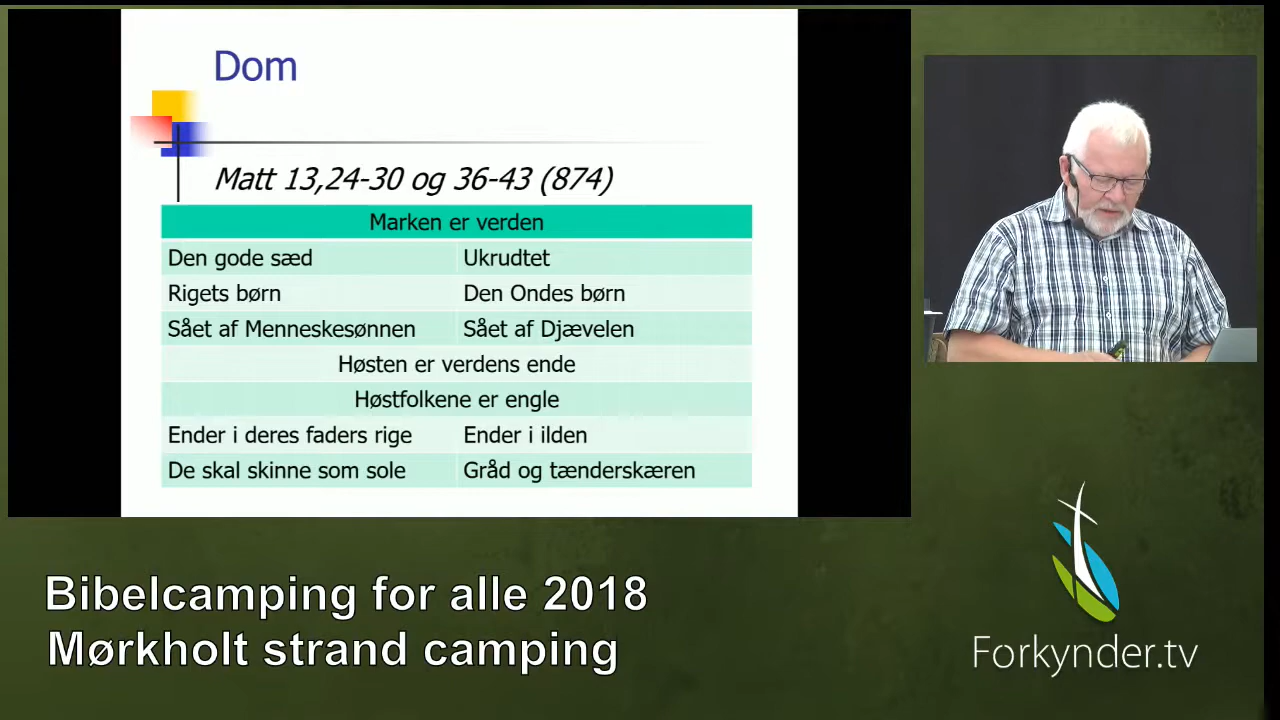 Dom
Matt 13,24-30 og 36-43 (874)
Marken er verden
Den gode sæd Ukrudtet
Rigets børn Den Ondes børn
Sået af Menneskesønnen Sået af Djævelen
Høsten er verdens ende
Høstfolkene er engle
Ender i deres faders rige Ender i ilden
De skal skinne som sole Gråd og tænderskæren
Bibelcamping for alle 2018
Mørkholt strand camping
Forkynder.tv